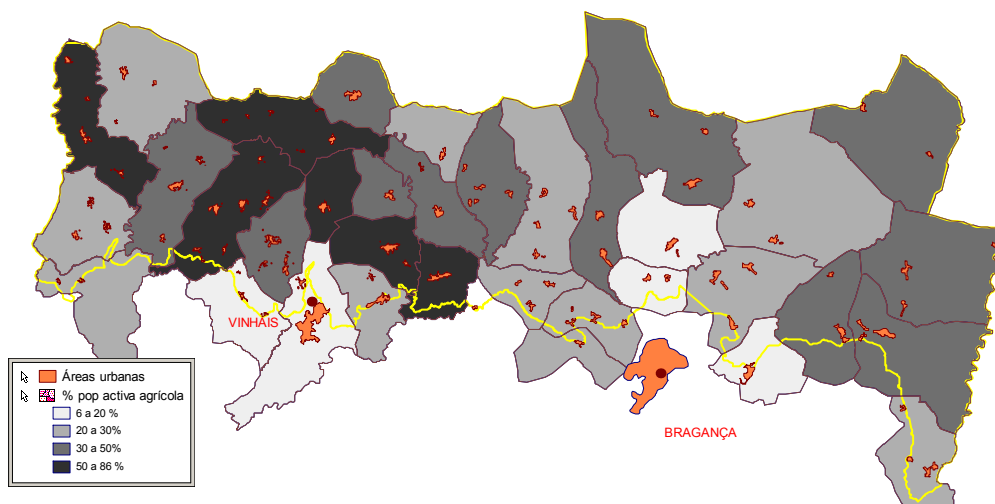 VINHAIS
BRAGANÇA
Áreas urbanas
% pop activa agrícola
6 a 20 %
20 a 30%
30 a 50%
50 a 86 %